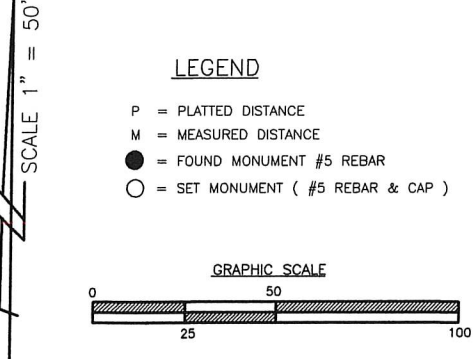 SCALE 1" = 50'
LEGEND
P = PLATTED DISTANCE
M = MEASURED DISTANCE
= FOUND MONUMENT #5 REBAR
= SET MONUMENT ( #5 REBAR & CAP )
GRAPHIC SCALE
0 50
25 100